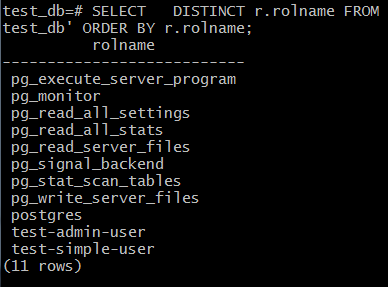 test_db=# SELECT   DISTINCT r.rolname FROM
test_db' ORDER BY r.rolname;
          rolname
---------------------------
 pg_execute_server_program
 pg_monitor
 pg_read_all_settings
 pg_read_all_stats
 pg_read_server_files
 pg_signal_backend
 pg_stat_scan_tables
 pg_write_server_files
 postgres
 test-admin-user
 test-simple-user
(11 rows)